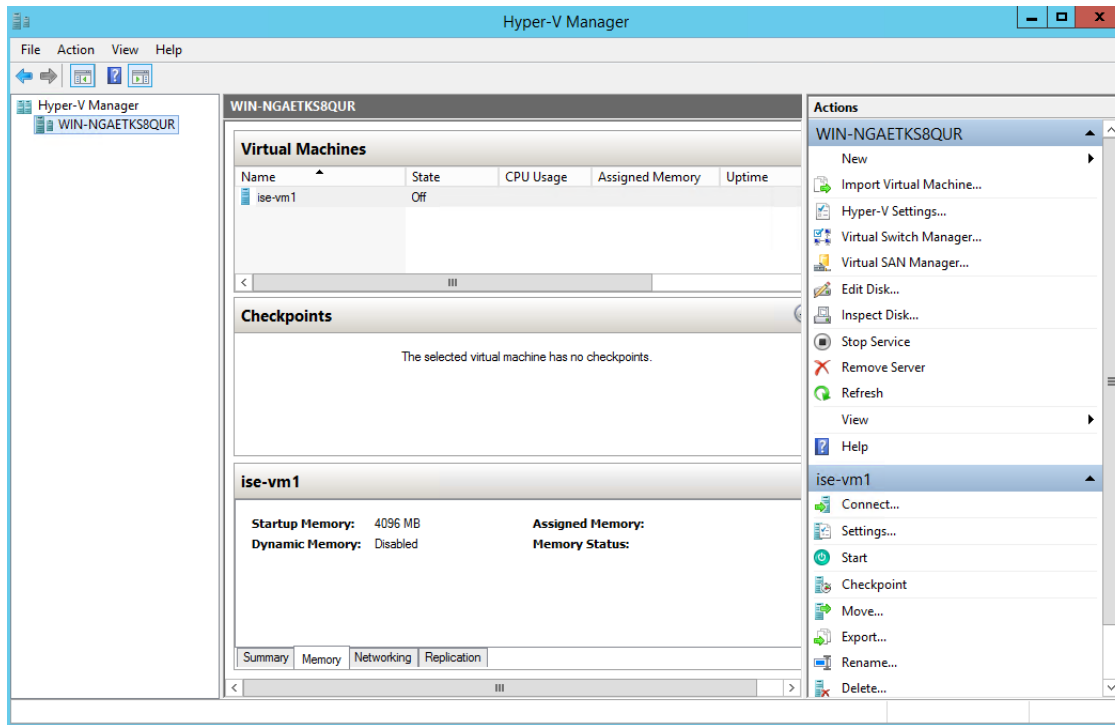 Hyper-V Manager
File Action View Help
Hyper-V Manager
WIN-NGAETKS8QUR
WIN-NGAETKS8QUR
Virtual Machines
Name State CPU Usage Assigned Memory Uptime
ise-vm1 Off
Checkpoints
The selected virtual machine has no checkpoints.
ise-vm1
Startup Memory: 4096 MB Assigned Memory:
Dynamic Memory: Disabled Memory Status:
Summary Memory Networking Replication
Actions
WIN-NGAETKS8QUR
New
Import Virtual Machine...
Hyper-V Settings...
Virtual Switch Manager...
Virtual SAN Manager...
Edit Disk...
Inspect Disk...
Stop Service
Remove Server
Refresh
View
Help
ise-vm1
Connect...
Settings...
Start
Checkpoint
Move...
Export...
Rename...
Delete...